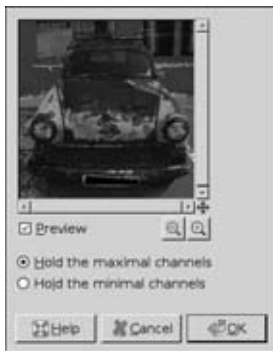 Preview
Hold the maximal channels
Hold the minimal channels
Help Cancel OK